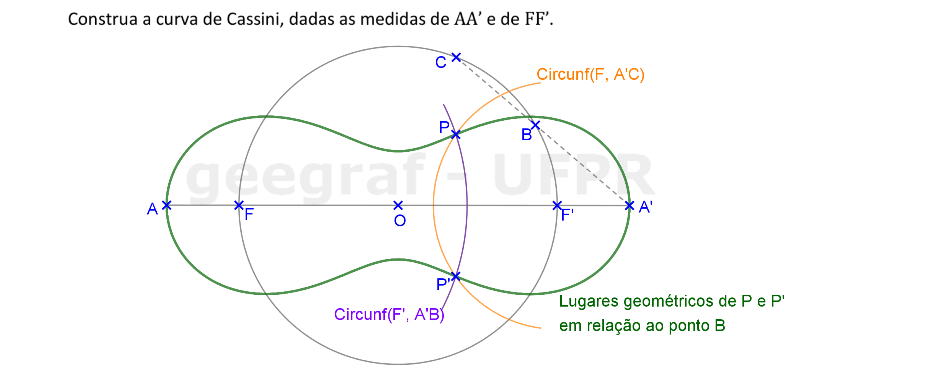 Construa a curva de Cassini, dadas as medidas de AA’ e de FF’.
C
Circunf(F, A'C)
P
B
geegraf - UFPR
A
F
O
F'
A'
P'
Circunf(F', A'B)
Lugares geométricos de P e P'
em relação ao ponto B